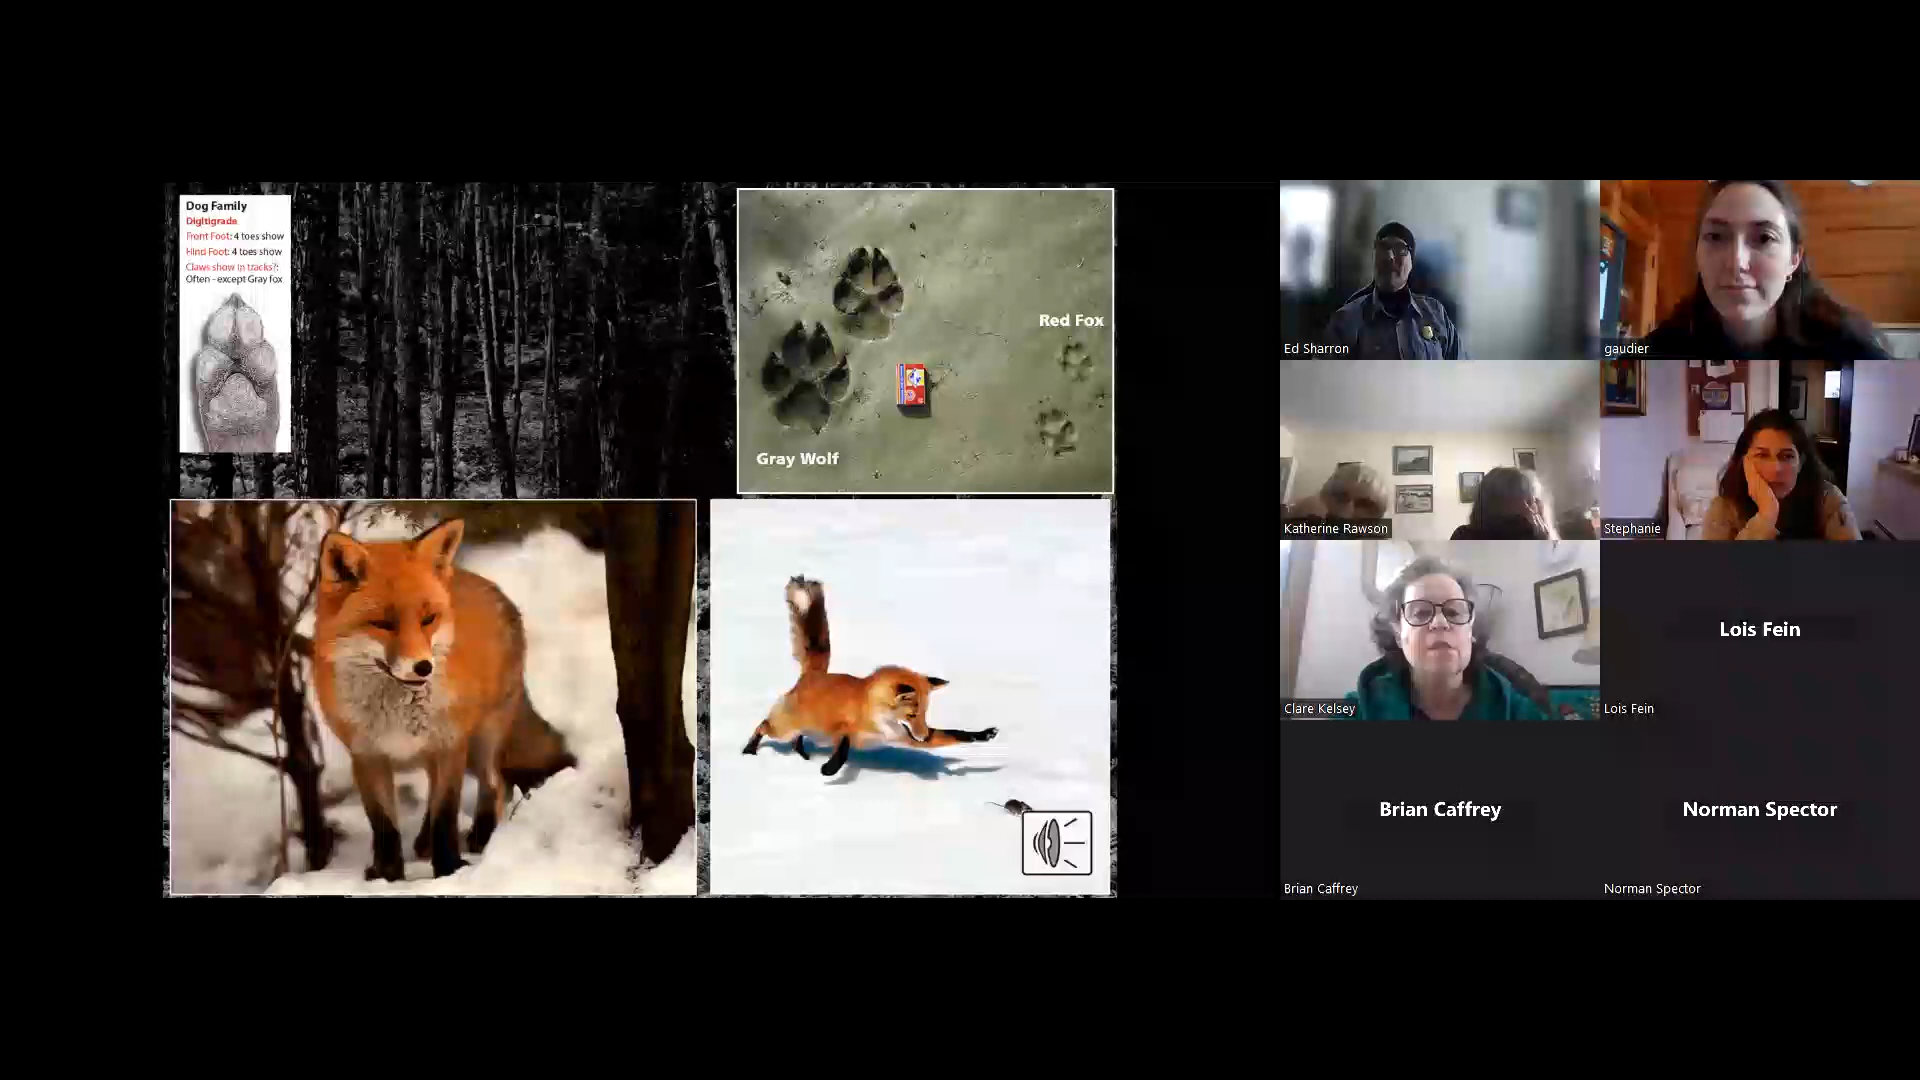 Dog Family
Digitigrade
Front Foot: 4 toes show
Hind Foot: 4 toes show
Claws show in tracks?:
Often - except Gray fox
Red Fox
Gray Wolf
Ed Sharron
gaudier
Katherine Rawson
Stephanie
Clare Kelsey
Lois Fein
Lois Fein
Brian Caffrey
Norman Spector
Brian Caffrey
Norman Spector